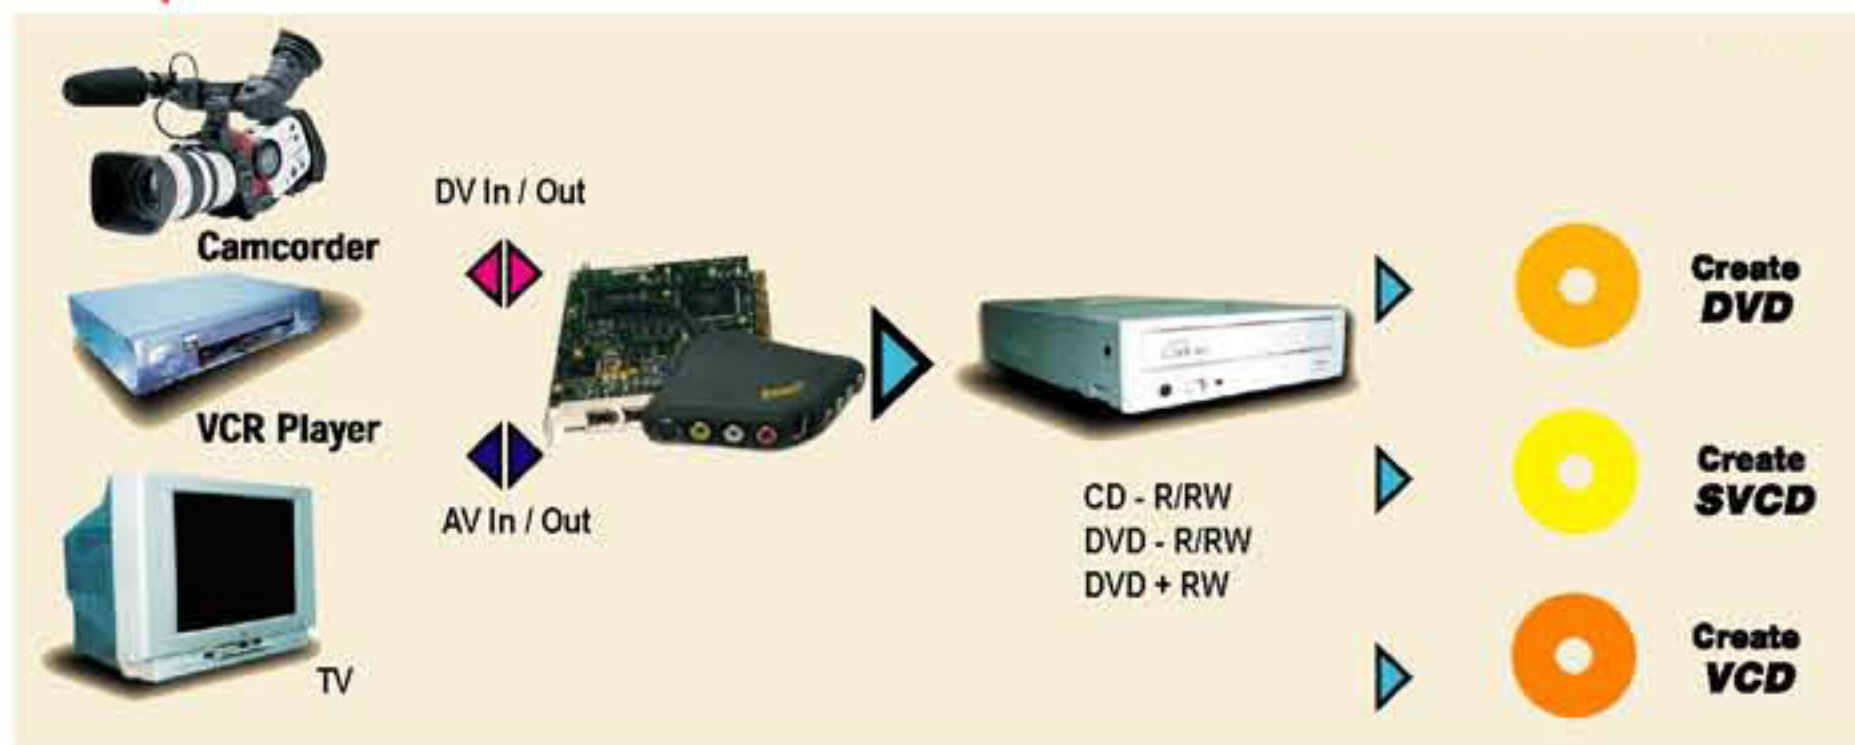 Camcorder
VCR Player
TV
DV In / Out
AV In / Out
CD - R/RW
DVD - R/RW
DVD + RW
Create
DVD
Create
SVCD
Create
VCD